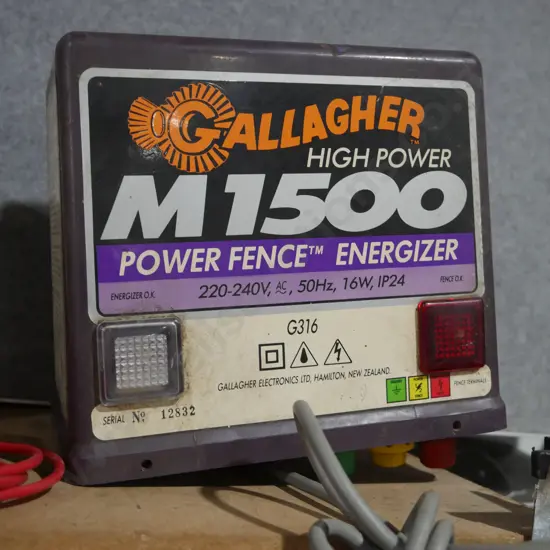 GALLAGHER™
HIGH POWER
M1500
POWER FENCE™ ENERGIZER
ENERGIZER O.K.
220-240V, AC, 50Hz, 16W, IP24
FENCE O.K.
G316
GALLAGHER ELECTRONICS LTD, HAMILTON, NEW ZEALAND.
FENCE TERMINALS
SERIAL No 12832